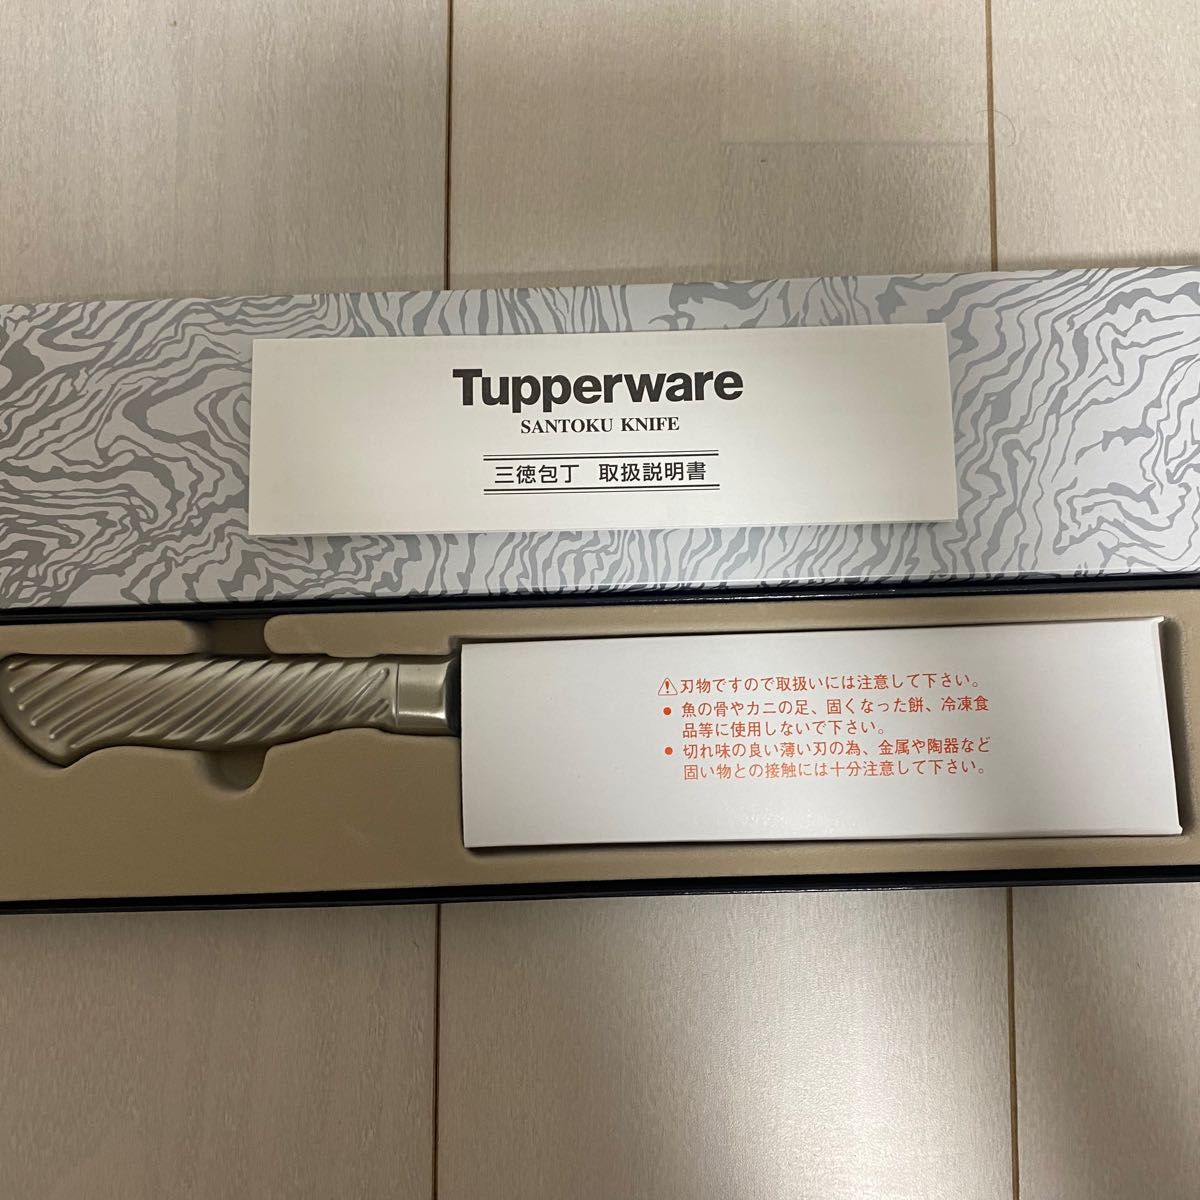 Tupperware
SANTOKU KNIFE
三徳包丁 取扱説明書
⚠刃物ですので取扱いには注意して下さい。
●魚の骨やカニの足、固くなった餅、冷凍食
品等に使用しないで下さい。
●切れ味の良い薄い刃の為、金属や陶器など
固い物との接触には十分注意して下さい。